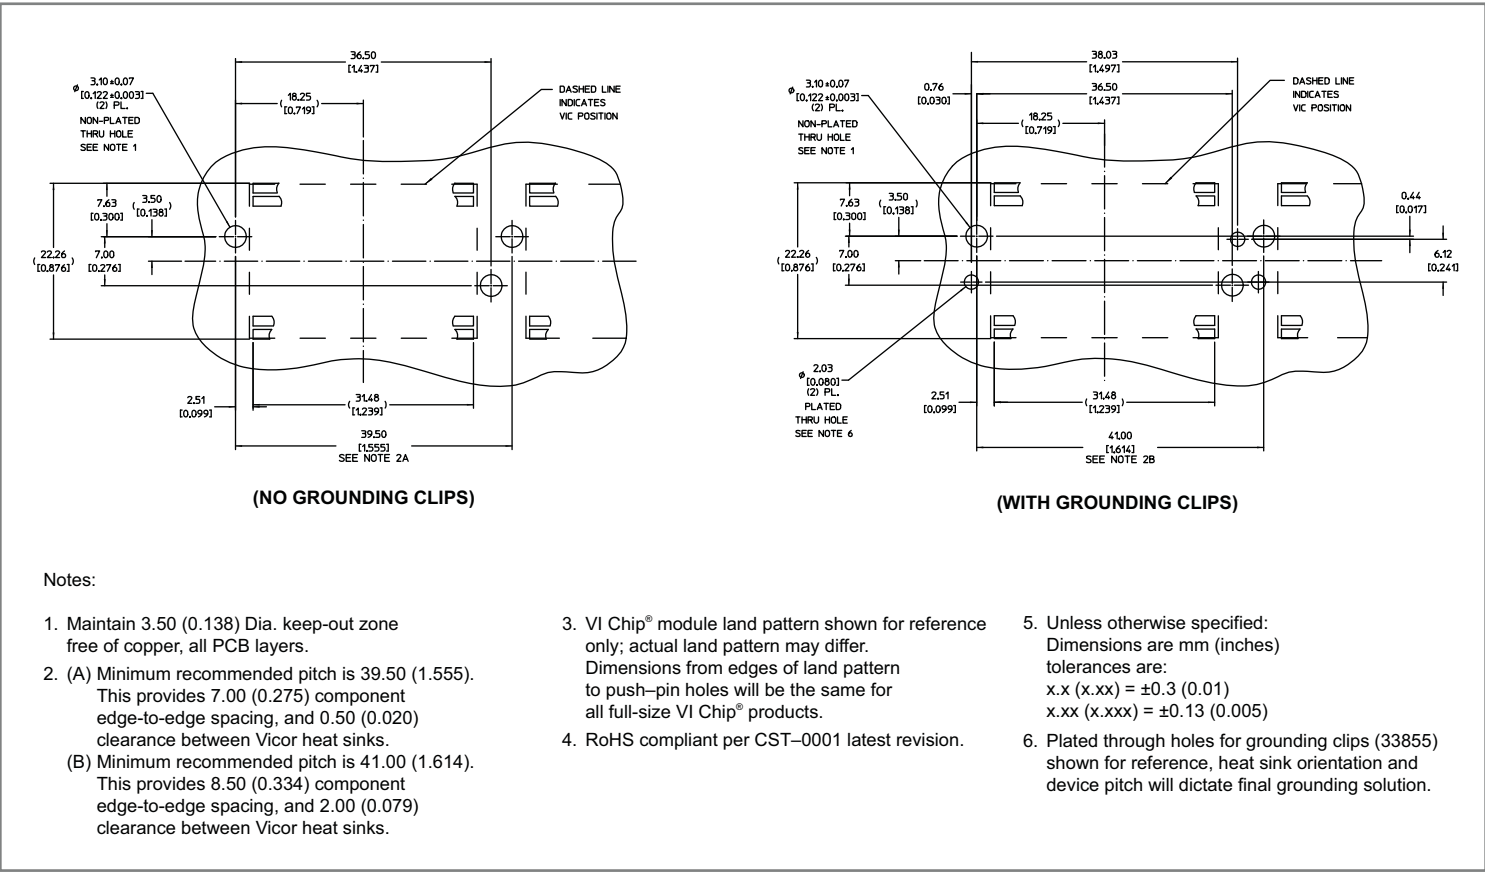 36.50
[1.437]
Ø 3.10±0.07
[0.122±0.003]
(2) PL.
NON-PLATED
THRU HOLE
SEE NOTE 1
( 18.25
[0.719] )
DASHED LINE
INDICATES
VIC POSITION
7.63
[0.300]
( 3.50
[0.138] )
( 22.26
[0.876] )
7.00
[0.276]
2.51
[0.099]
( 31.48
[1.239] )
39.50
[1.555]
SEE NOTE 2A
(NO GROUNDING CLIPS)
38.03
[1.497]
Ø 3.10±0.07
[0.122±0.003]
(2) PL.
NON-PLATED
THRU HOLE
SEE NOTE 1
0.76
[0.030]
36.50
[1.437]
( 18.25
[0.719] )
DASHED LINE
INDICATES
VIC POSITION
7.63
[0.300]
( 3.50
[0.138] )
0.44
[0.017]
( 22.26
[0.876] )
7.00
[0.276]
6.12
[0.241]
Ø 2.03
[0.080]
(2) PL.
PLATED
THRU HOLE
SEE NOTE 6
2.51
[0.099]
( 31.48
[1.239] )
41.00
[1.614]
SEE NOTE 2B
(WITH GROUNDING CLIPS)
Notes:
1. Maintain 3.50 (0.138) Dia. keep-out zone
free of copper, all PCB layers.
2. (A) Minimum recommended pitch is 39.50 (1.555).
This provides 7.00 (0.275) component
edge-to-edge spacing, and 0.50 (0.020)
clearance between Vicor heat sinks.
(B) Minimum recommended pitch is 41.00 (1.614).
This provides 8.50 (0.334) component
edge-to-edge spacing, and 2.00 (0.079)
clearance between Vicor heat sinks.
3. VI Chip® module land pattern shown for reference
only; actual land pattern may differ.
Dimensions from edges of land pattern
to push–pin holes will be the same for
all full-size VI Chip® products.
4. RoHS compliant per CST–0001 latest revision.
5. Unless otherwise specified:
Dimensions are mm (inches)
tolerances are:
x.x (x.xx) = ±0.3 (0.01)
x.xx (x.xxx) = ±0.13 (0.005)
6. Plated through holes for grounding clips (33855)
shown for reference, heat sink orientation and
device pitch will dictate final grounding solution.